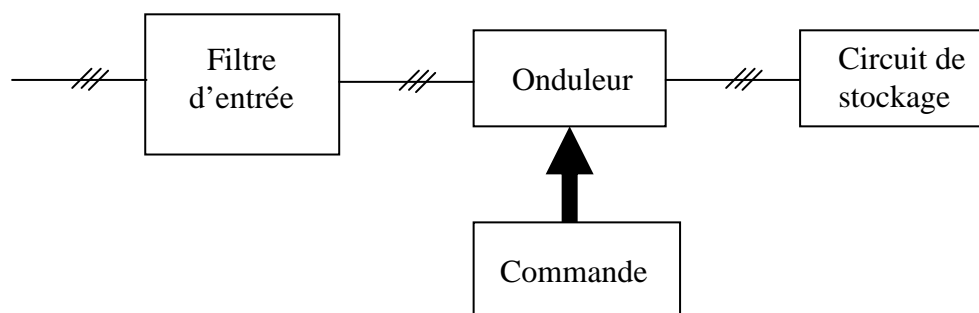 Filtre
d’entrée
Onduleur
Circuit de
stockage
Commande